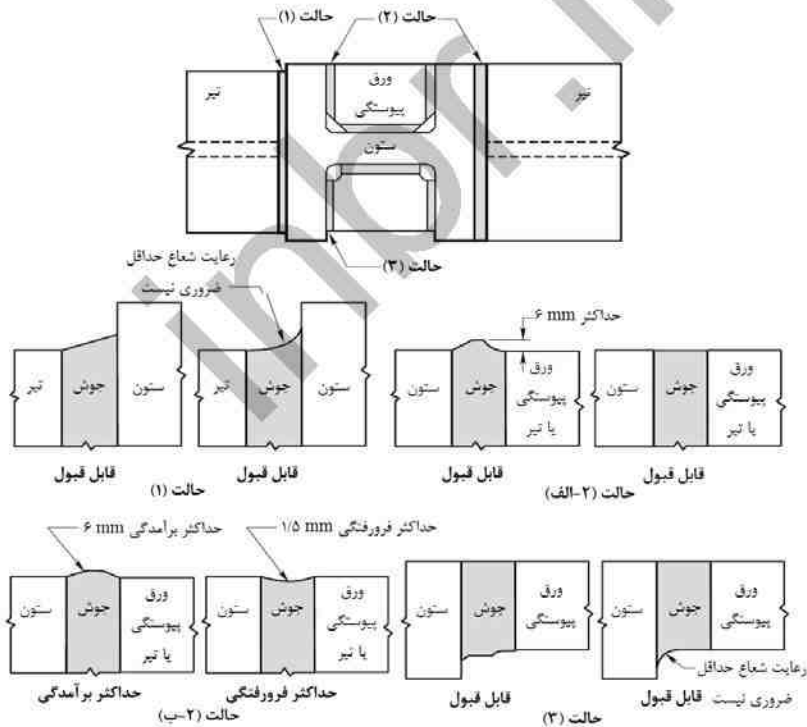 حالت (۱)
حالت (۲)
تیر
ورق
پیوستگی
ستون
تیر
حالت (۳)
رعایت شعاع حداقل
ضروری نیست
تیر
جوش
ستون
قابل قبول
تیر
جوش
ستون
قابل قبول
حالت (۱)
حداکثر ۶ mm
ستون
جوش
ورق
پیوستگی
یا تیر
قابل قبول
ستون
جوش
ورق
پیوستگی
یا تیر
قابل قبول
حالت (۲-الف)
حداکثر برآمدگی ۶ mm
ستون
جوش
ورق
پیوستگی
یا تیر
حداکثر برآمدگی
حداکثر فرورفتگی ۱/۵ mm
ستون
جوش
ورق
پیوستگی
یا تیر
حداکثر فرورفتگی
حالت (۲-ب)
ستون
جوش
ورق
پیوستگی
قابل قبول
ستون
جوش
ورق
پیوستگی
رعایت شعاع حداقل
ضروری نیست
قابل قبول
حالت (۳)
inbr.i